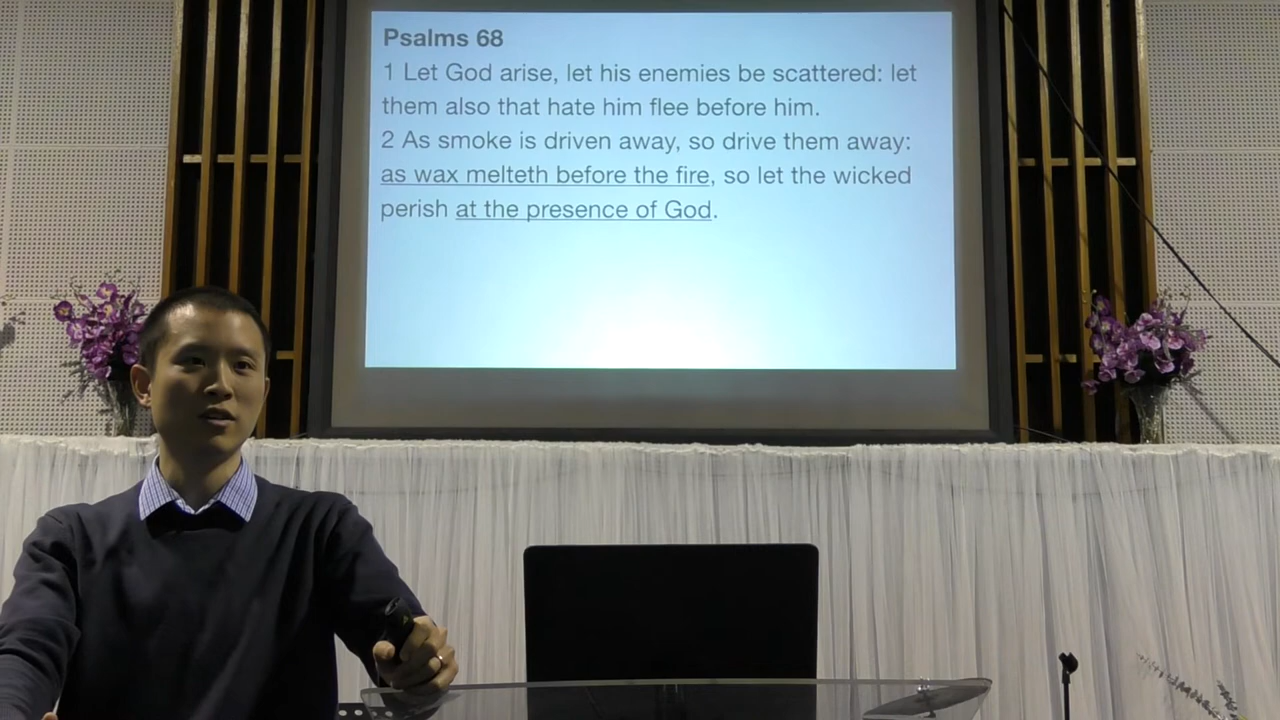 Psalms 68
1 Let God arise, let his enemies be scattered: let
them also that hate him flee before him.
2 As smoke is driven away, so drive them away:
as wax melteth before the fire, so let the wicked
perish at the presence of God.